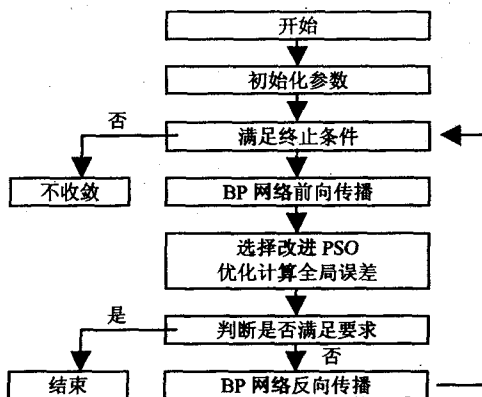 开始
初始化参数
否
满足终止条件
不收敛
BP 网络前向传播
选择改进 PSO
优化计算全局误差
是
判断是否满足要求
否
结束
BP 网络反向传播